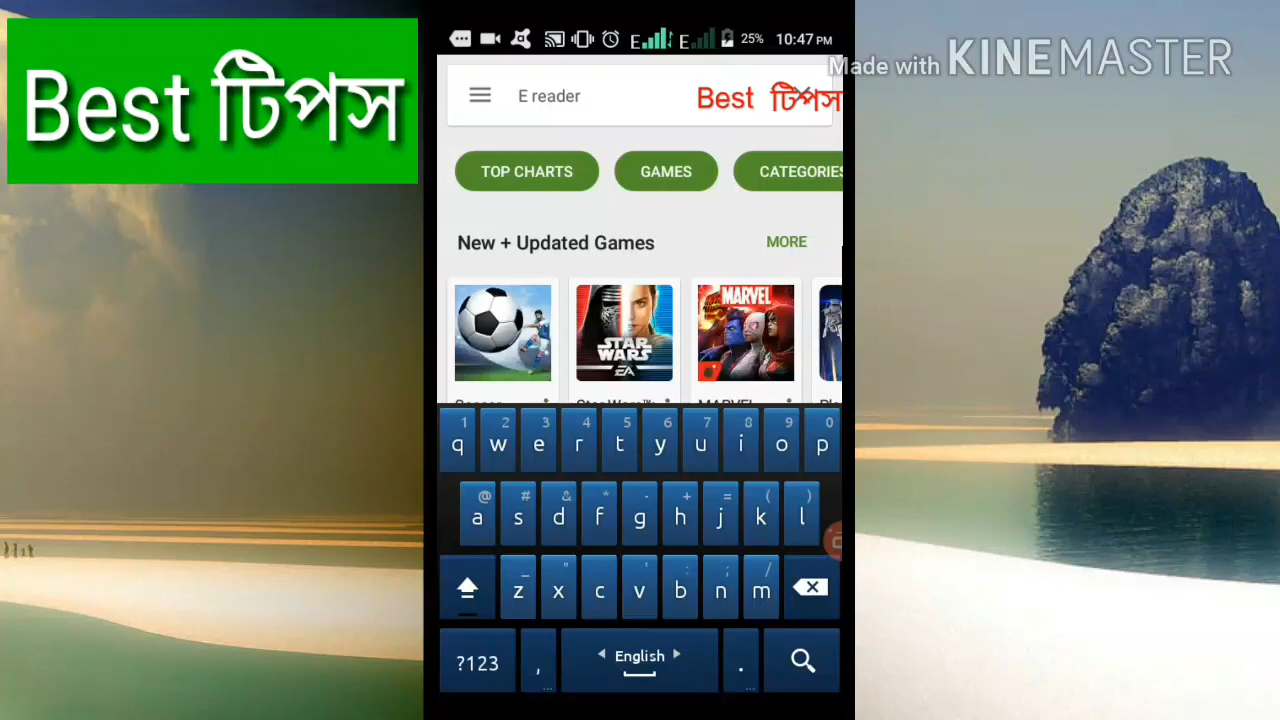 Best টিপস
E E 25% 10:47 PM
Made with KINEMASTER
E reader
Best টিপস
TOP CHARTS GAMES CATEGORIES
New + Updated Games MORE
STAR WARS EA
MARVEL
1 2 3 4 5 6 7 8 9 0
q w e r t y u i o p
@ # & * - + = ( )
a s d f g h j k l
_ " ' : ; /
z x c v b n m
?123 , English .